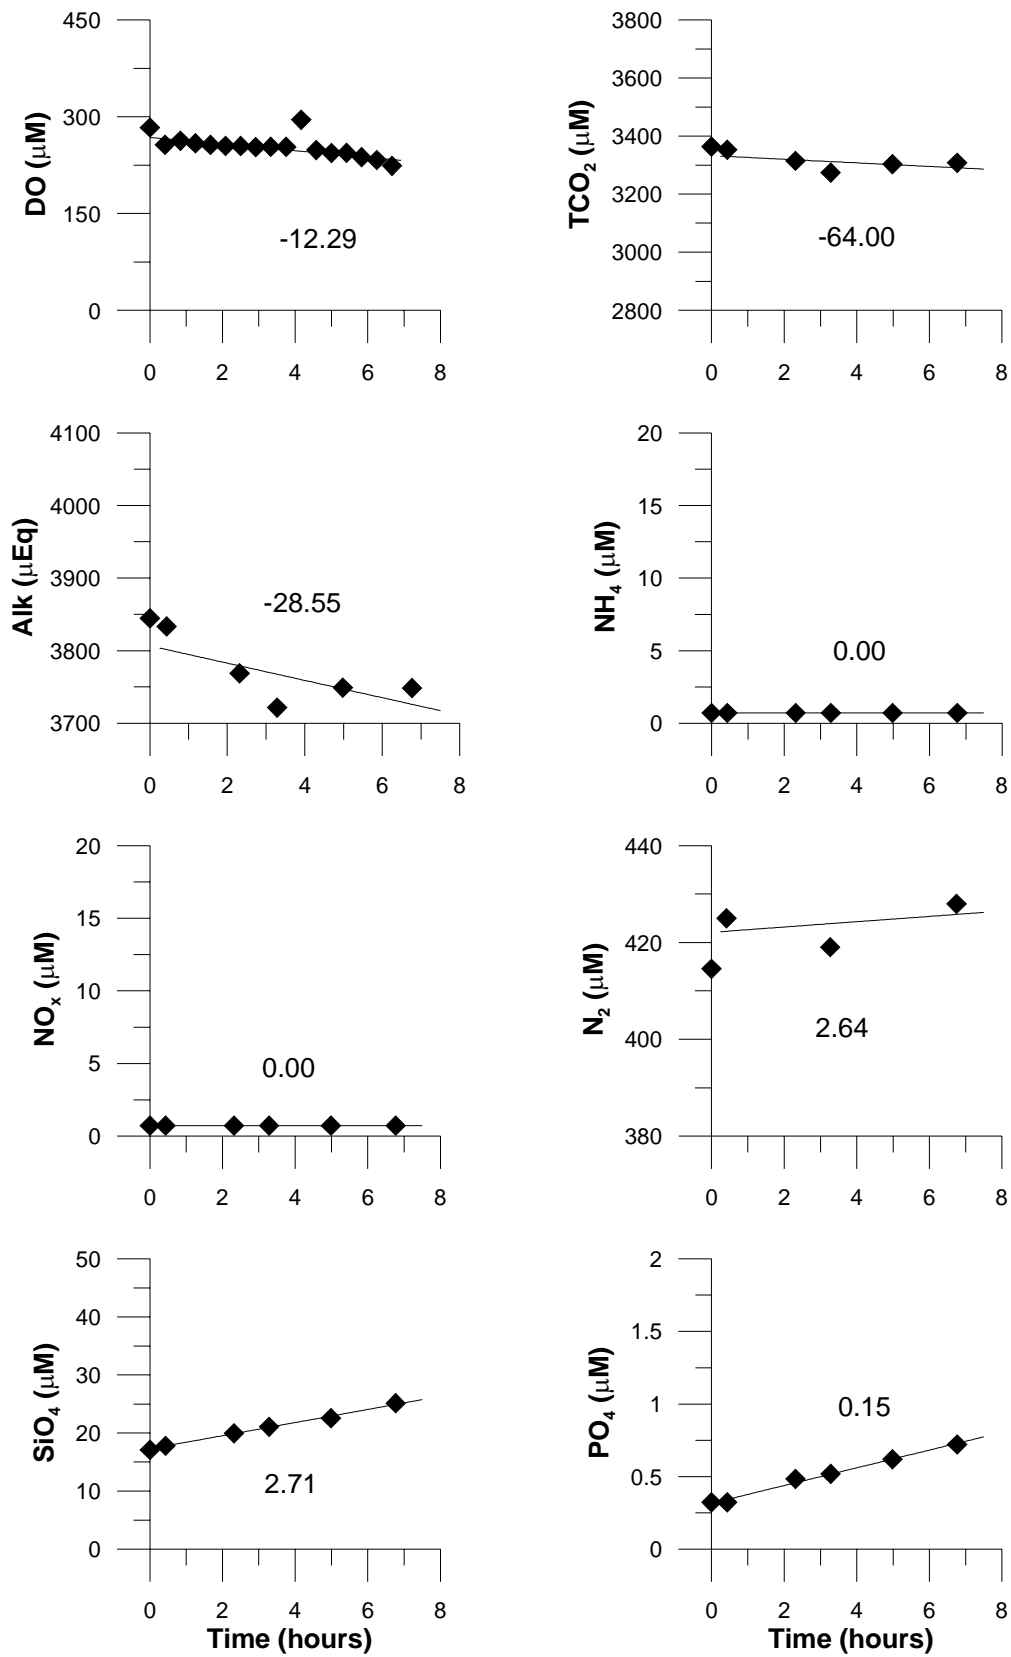 DO (μM)
450
300
150
0
-12.29
0 2 4 6 8
TCO2 (μM)
3800
3600
3400
3200
3000
2800
-64.00
0 2 4 6 8
Alk (μEq)
4100
4000
3900
3800
3700
-28.55
0 2 4 6 8
NH4 (μM)
20
15
10
5
0
0.00
0 2 4 6 8
NOx (μM)
20
15
10
5
0
0.00
0 2 4 6 8
N2 (μM)
440
420
400
380
2.64
0 2 4 6 8
SiO4 (μM)
50
40
30
20
10
0
2.71
0 2 4 6 8
Time (hours)
PO4 (μM)
2
1.5
1
0.5
0
0.15
0 2 4 6 8
Time (hours)